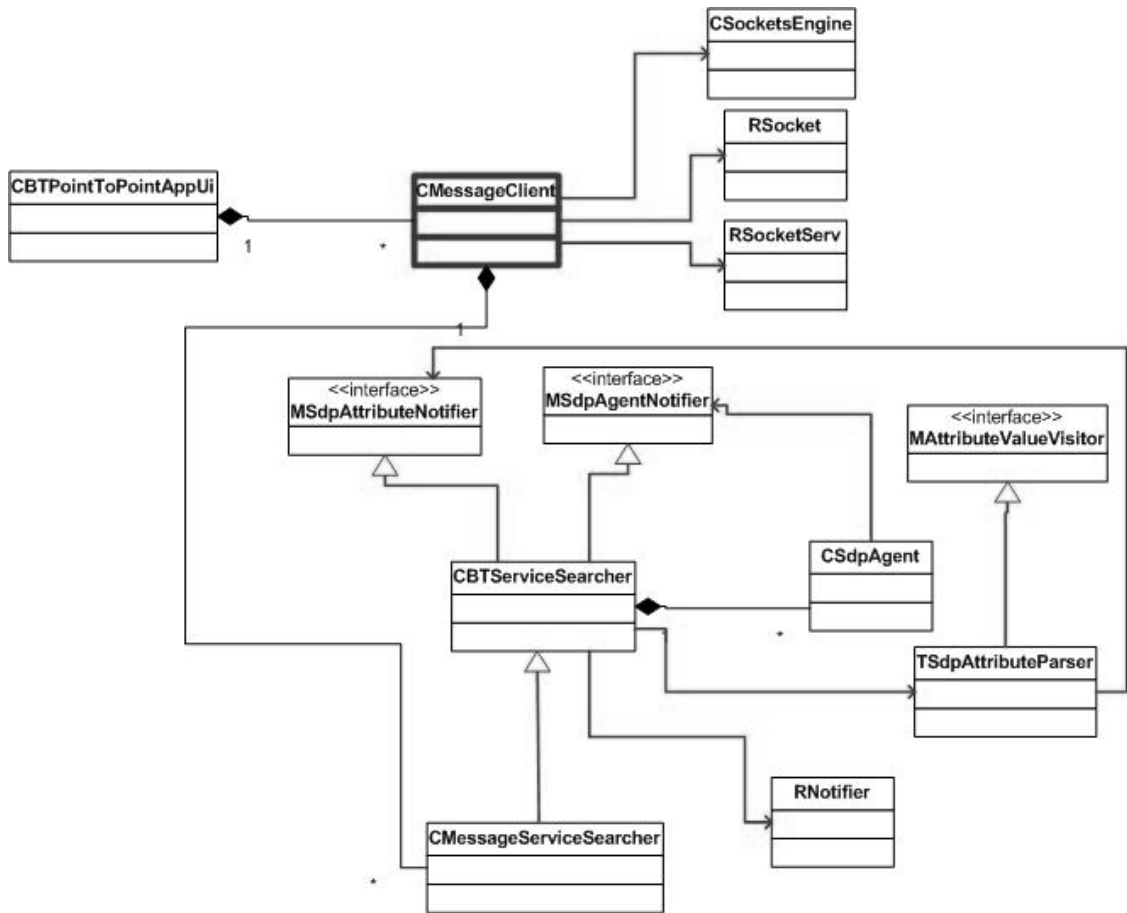 CSocketsEngine
RSocket
CBTPointToPointAppUi
CMessageClient
RSocketServ
1
*
1
<<interface>>
MSdpAttributeNotifier
<<interface>>
MSdpAgentNotifier
<<interface>>
MAttributeValueVisitor
CBTServiceSearcher
CSdpAgent
*
TSdpAttributeParser
RNotifier
CMessageServiceSearcher
*